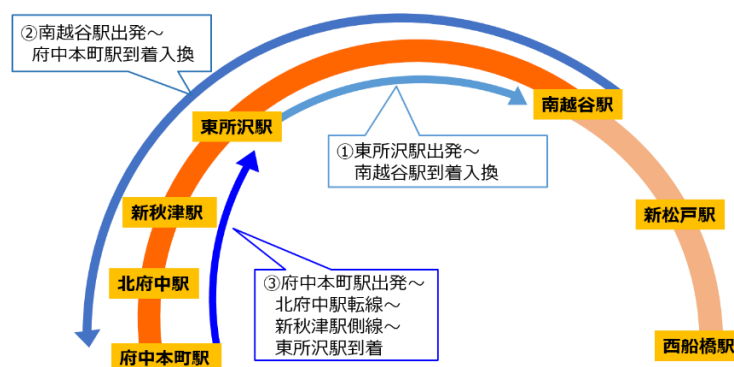 ②南越谷駅出発～
府中本町駅到着入換
南越谷駅
東所沢駅
①東所沢駅出発～
南越谷駅到着入換
新秋津駅
新松戸駅
北府中駅
③府中本町駅出発～
北府中駅転線～
新秋津駅側線～
東所沢駅到着
府中本町駅
西船橋駅